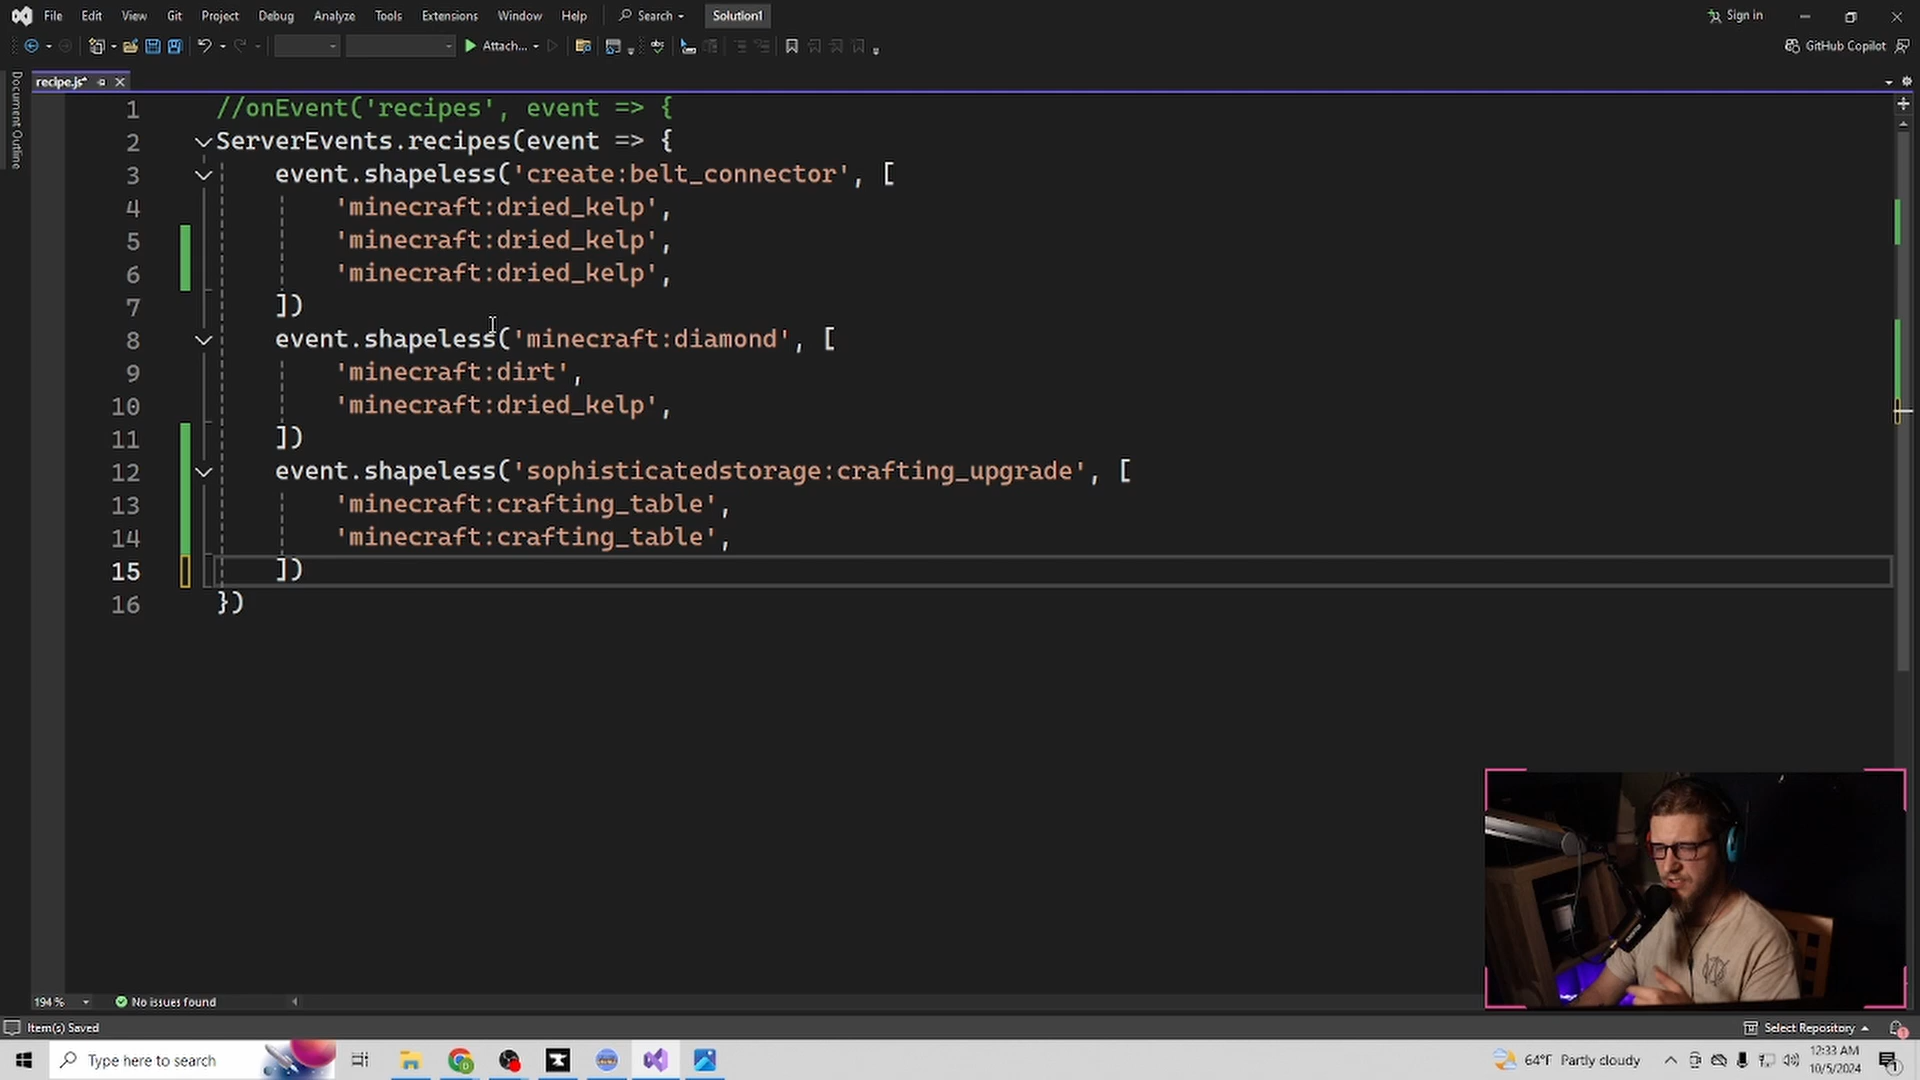 File Edit View Git Project Debug Analyze Tools Extensions Window Help Search Solution1 Sign in
Attach... GitHub Copilot
Document Outline
recipe.js*
1 //onEvent('recipes', event => {
2 ServerEvents.recipes(event => {
3 event.shapeless('create:belt_connector', [
4 'minecraft:dried_kelp',
5 'minecraft:dried_kelp',
6 'minecraft:dried_kelp',
7 ])
8 event.shapeless('minecraft:diamond', [
9 'minecraft:dirt',
10 'minecraft:dried_kelp',
11 ])
12 event.shapeless('sophisticatedstorage:crafting_upgrade', [
13 'minecraft:crafting_table',
14 'minecraft:crafting_table',
15 ])
16 })
194 % No issues found
Item(s) Saved Select Repository
Type here to search 64°F Partly cloudy 12:33 AM
10/5/2024